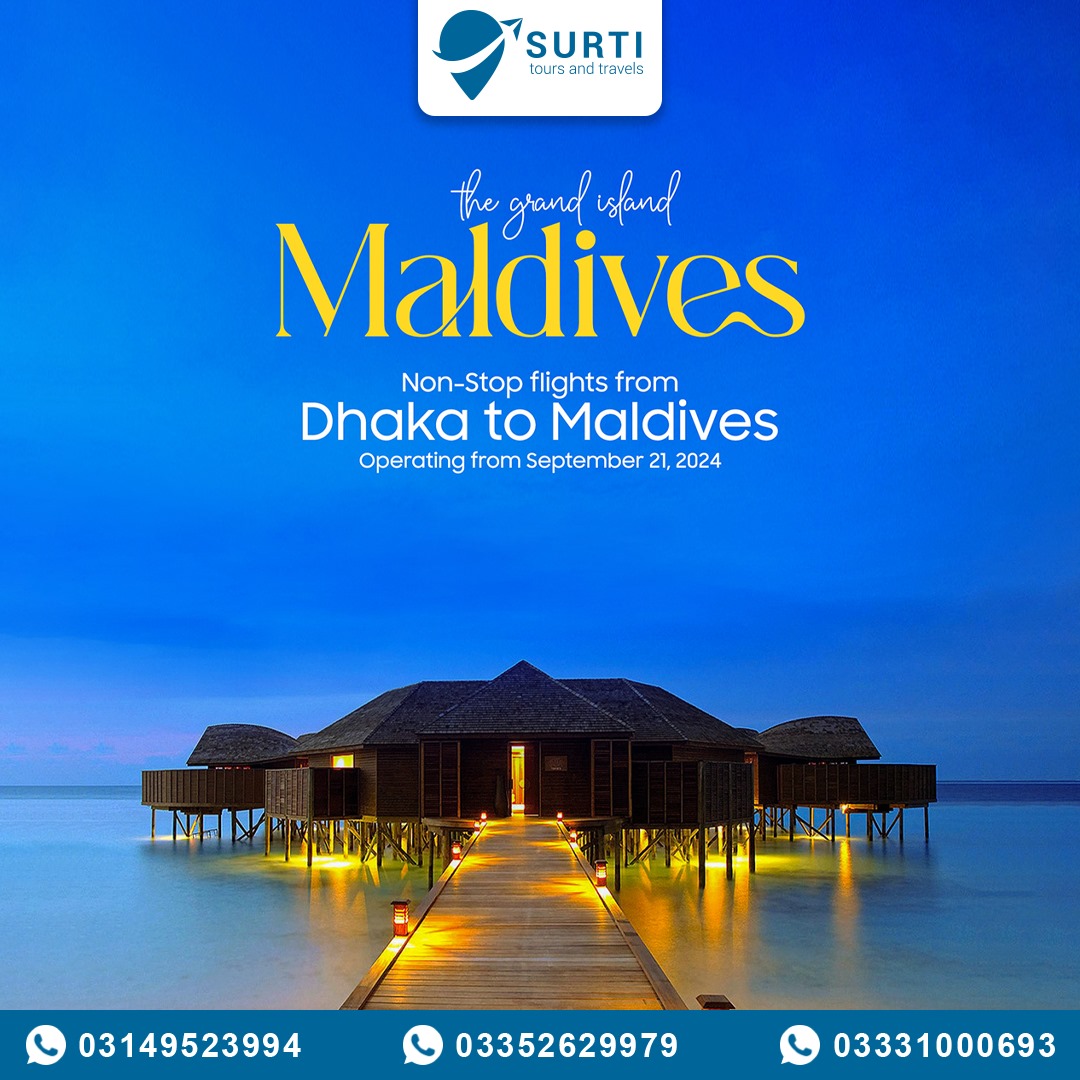 SURTI
tours and travels
the grand island
Maldives
Non-Stop flights from
Dhaka to Maldives
Operating from September 21, 2024
03149523994
03352629979
03331000693